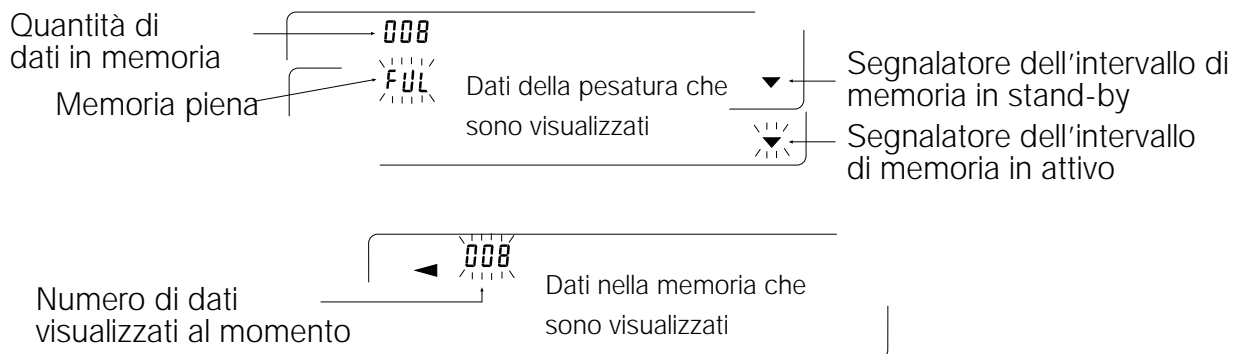 Quantità di
dati in memoria
008
FUL
Memoria piena
Dati della pesatura che
sono visualizzati
Segnalatore dell'intervallo di
memoria in stand-by
Segnalatore dell'intervallo
di memoria in attivo
008
Dati nella memoria che
sono visualizzati
Numero di dati
visualizzati al momento